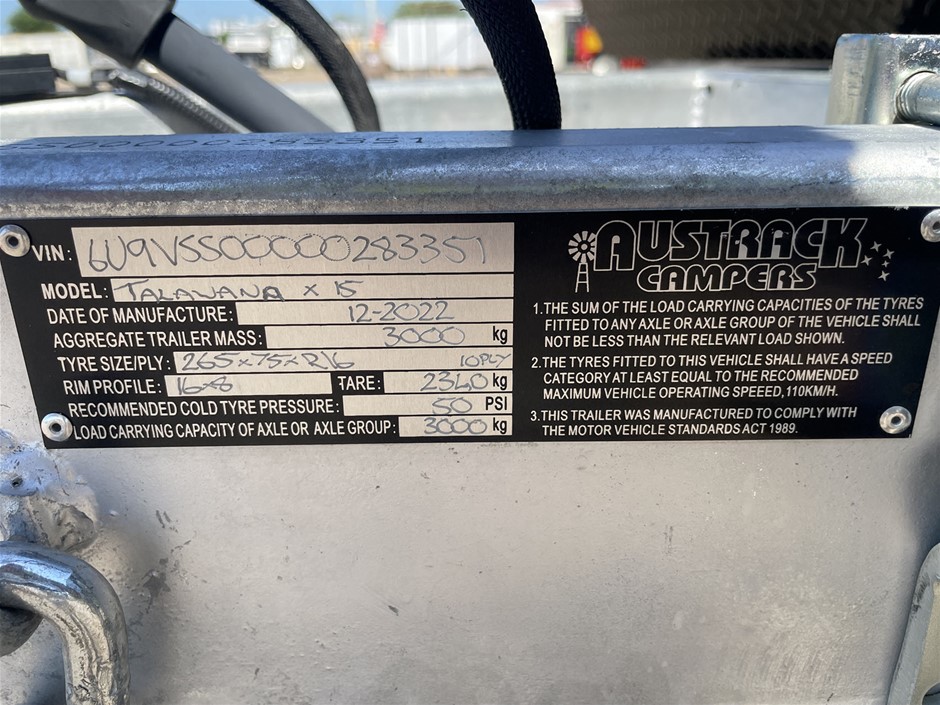 S00000283351
VIN: 6U9VSS00000283351
MODEL: TALAVANA X 15
DATE OF MANUFACTURE: 12-2022
AGGREGATE TRAILER MASS: 3000 kg
TYRE SIZE/PLY: 265x75xR16 10PLY
RIM PROFILE: 16x8 TARE: 2340 kg
RECOMMENDED COLD TYRE PRESSURE: 50 PSI
LOAD CARRYING CAPACITY OF AXLE OR AXLE GROUP: 3000 kg
AUSTRACK
CAMPERS
1.THE SUM OF THE LOAD CARRYING CAPACITIES OF THE TYRES
FITTED TO ANY AXLE OR AXLE GROUP OF THE VEHICLE SHALL
NOT BE LESS THAN THE RELEVANT LOAD SHOWN.
2.THE TYRES FITTED TO THIS VEHICLE SHALL HAVE A SPEED
CATEGORY AT LEAST EQUAL TO THE RECOMMENDED
MAXIMUM VEHICLE OPERATING SPEEED, 110KM/H.
3.THIS TRAILER WAS MANUFACTURED TO COMPLY WITH
THE MOTOR VEHICLE STANDARDS ACT 1989.